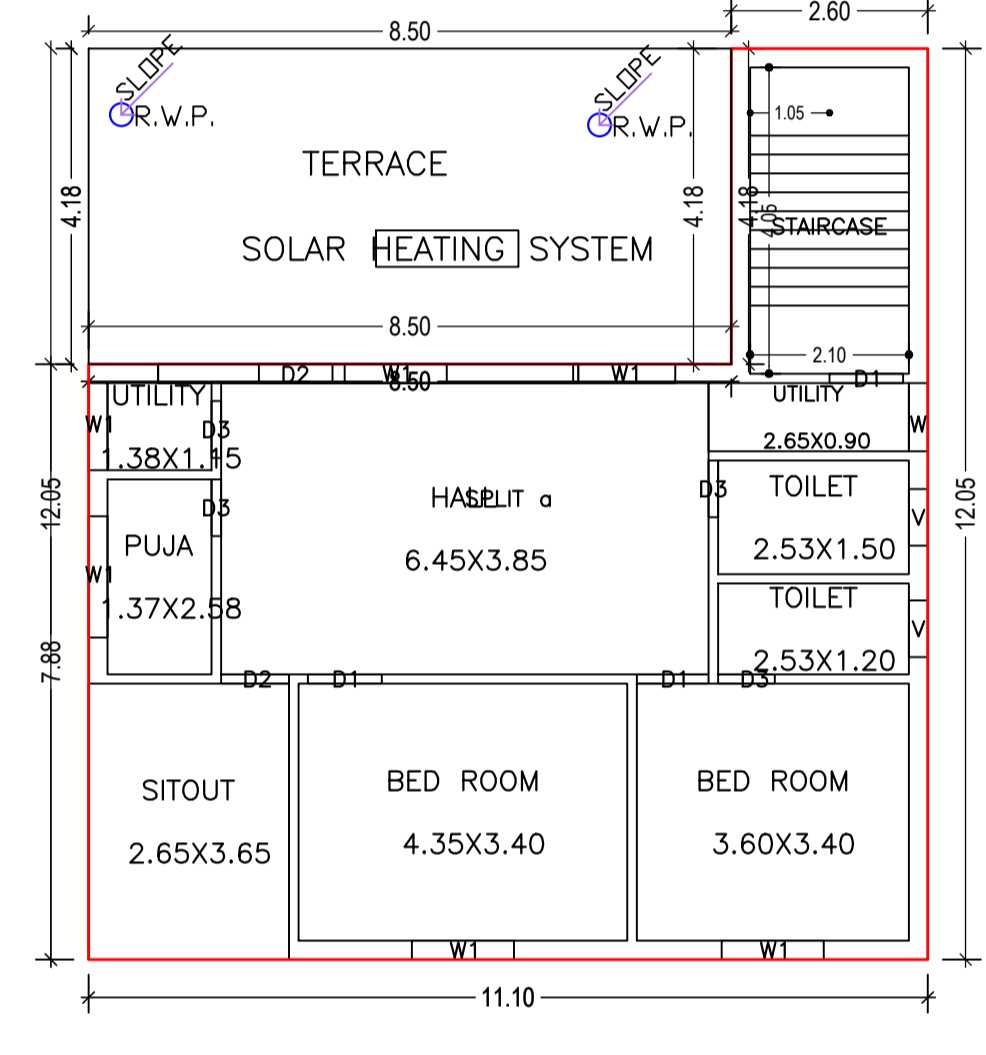 2.60
8.50
SLOPE
SLOPE
R.W.P.
R.W.P.
1.05
TERRACE
4.18
4.18
4.18
4.05
STAIRCASE
SOLAR HEATING SYSTEM
8.50
2.10
D2
W1
W1
D1
8.50
UTILITY
UTILITY
W1
D3
W
2.65X0.90
1.38X1.15
TOILET
D3
HALL
SPLIT a
D3
12.05
12.05
V
PUJA
2.53X1.50
6.45X3.85
W1
TOILET
1.37X2.58
V
7.88
2.53X1.20
D2
D1
D1
D3
SITOUT
BED ROOM
BED ROOM
2.65X3.65
4.35X3.40
3.60X3.40
W1
W1
11.10